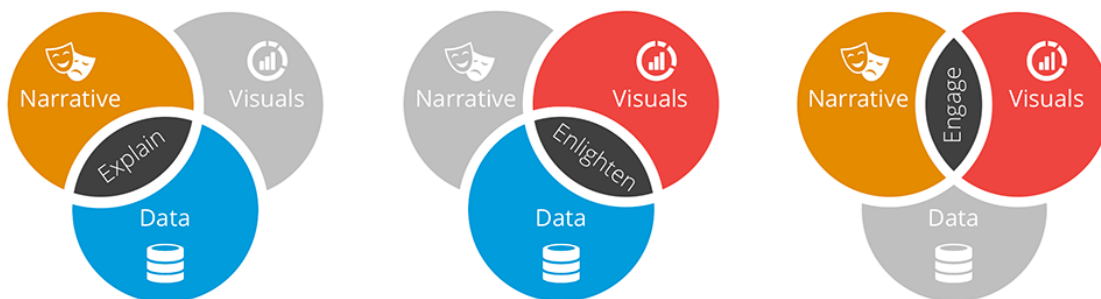 Narrative
Visuals
Explain
Data
Narrative
Visuals
Enlighten
Data
Narrative
Visuals
Engage
Data